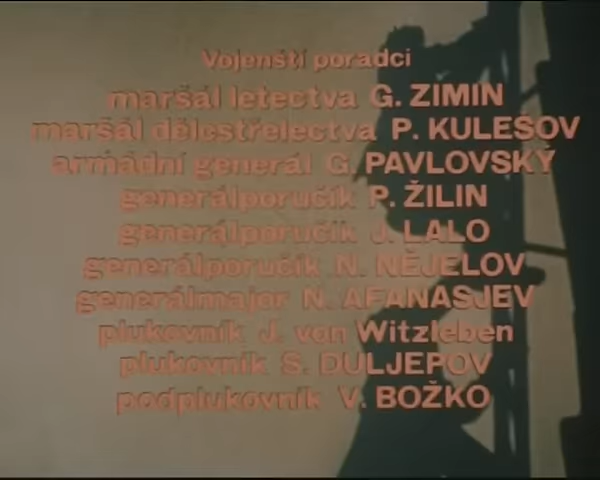 Vojenští poradci
maršál letectva G. ZIMIN
maršál dělestřelectva P. KULEŠOV
armádní generál G. PAVLOVSKÝ
generálporučík P. ŽILIN
generálporučík J. LALO
generálporučík N. NĚJELOV
generálmajor N. AFANASJEV
plukovník J. von Witzleben
plukovník S. DULJEPOV
podplukovník V. BOŽKO